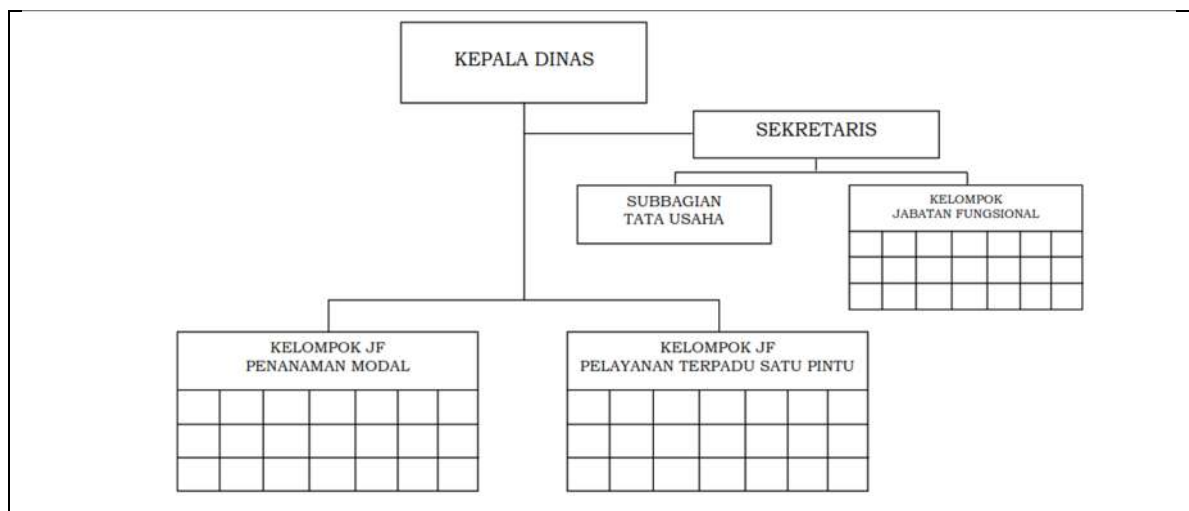 KEPALA DINAS
SEKRETARIS
SUBBAGIAN
TATA USAHA
KELOMPOK
JABATAN FUNGSIONAL
KELOMPOK JF
PENANAMAN MODAL
KELOMPOK JF
PELAYANAN TERPADU SATU PINTU